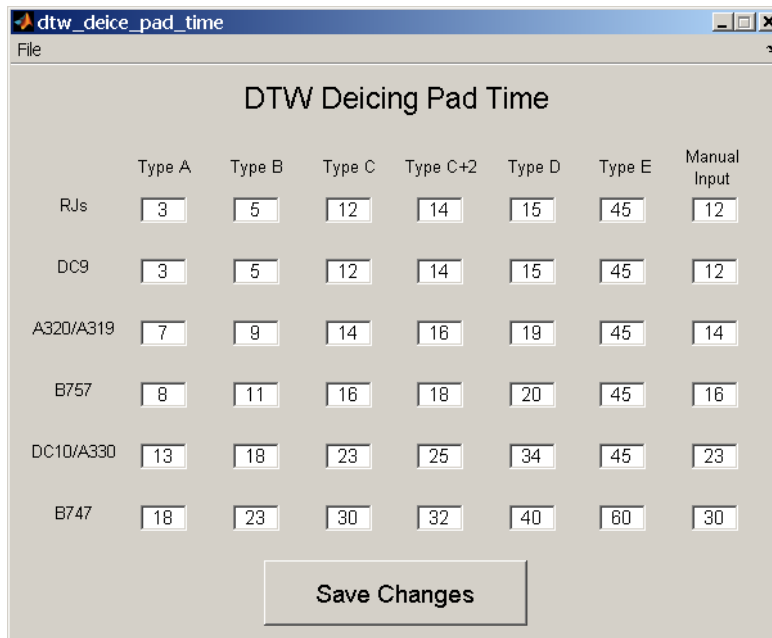 dtw_deice_pad_time
File
DTW Deicing Pad Time
Type A Type B Type C Type C+2 Type D Type E Manual Input
RJs 3 5 12 14 15 45 12
DC9 3 5 12 14 15 45 12
A320/A319 7 9 14 16 19 45 14
B757 8 11 16 18 20 45 16
DC10/A330 13 18 23 25 34 45 23
B747 18 23 30 32 40 60 30
Save Changes